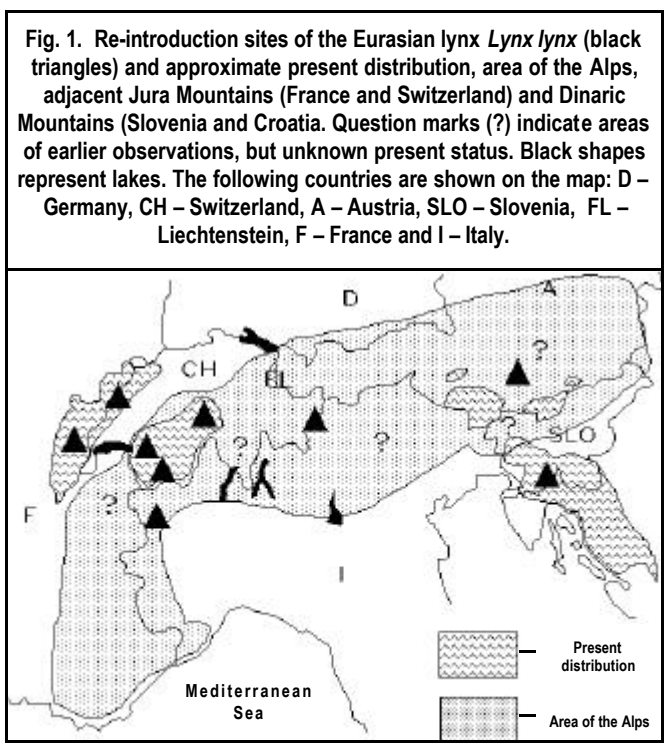 Fig. 1. Re-introduction sites of the Eurasian lynx Lynx lynx (black
triangles) and approximate present distribution, area of the Alps,
adjacent Jura Mountains (France and Switzerland) and Dinaric
Mountains (Slovenia and Croatia. Question marks (?) indicate areas
of earlier observations, but unknown present status. Black shapes
represent lakes. The following countries are shown on the map: D –
Germany, CH – Switzerland, A – Austria, SLO – Slovenia, FL –
Liechtenstein, F – France and I – Italy.
D
A
CH
FL
?
?
?
?
SLO
?
F
I
Present
distribution
Mediterranean
Sea
Area of the Alps